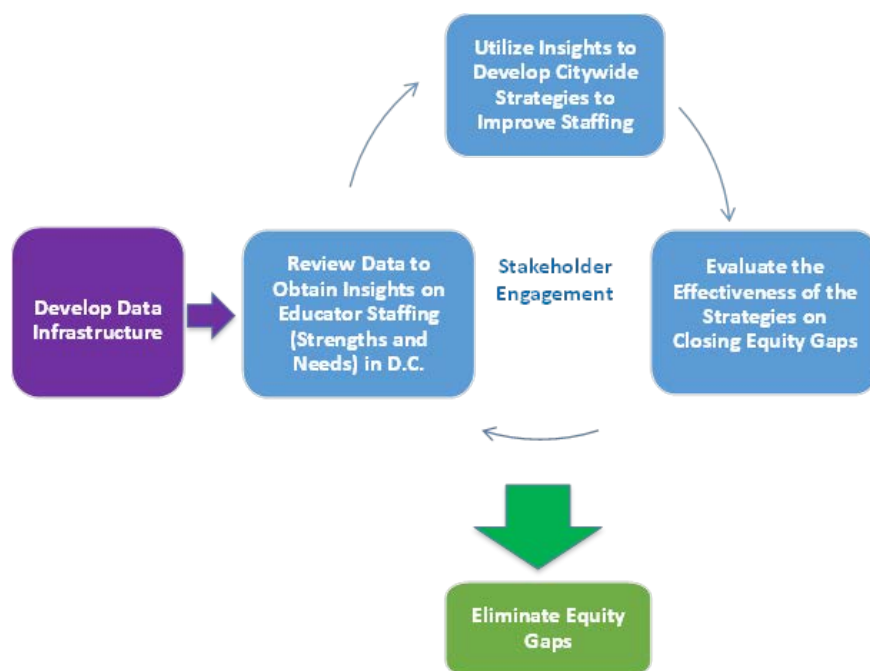 Utilize Insights to
Develop Citywide
Strategies to
Improve Staffing
Develop Data
Infrastructure
Review Data to
Obtain Insights on
Educator Staffing
(Strengths and
Needs) in D.C.
Stakeholder
Engagement
Evaluate the
Effectiveness of the
Strategies on
Closing Equity Gaps
Eliminate Equity
Gaps